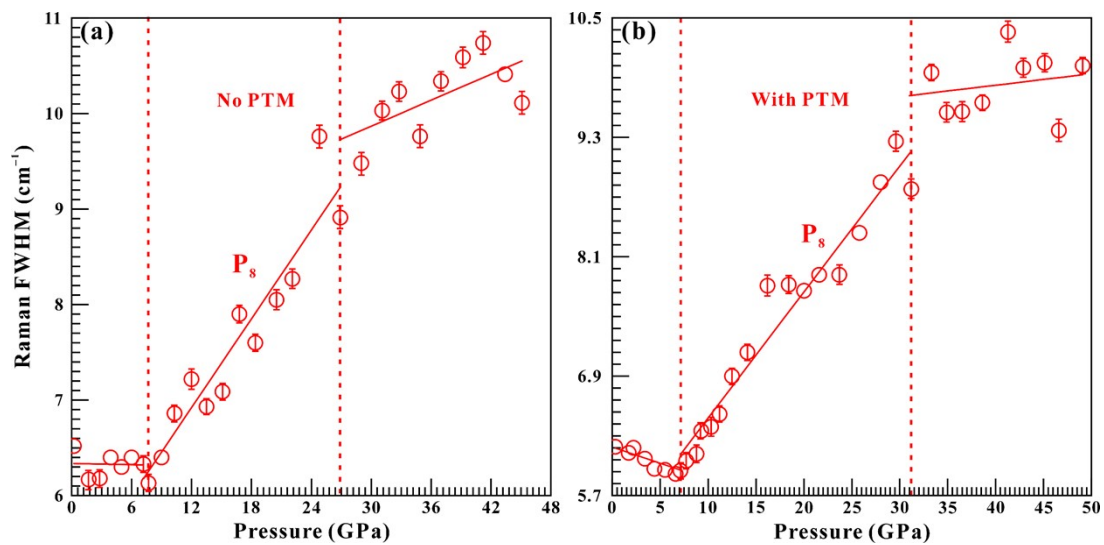 (a)
No PTM
P₈
Raman FWHM (cm⁻¹)
11
10
9
8
7
6
0 6 12 18 24 30 36 42 48
Pressure (GPa)
(b)
With PTM
P₈
10.5
9.3
8.1
6.9
5.7
0 5 10 15 20 25 30 35 40 45 50
Pressure (GPa)